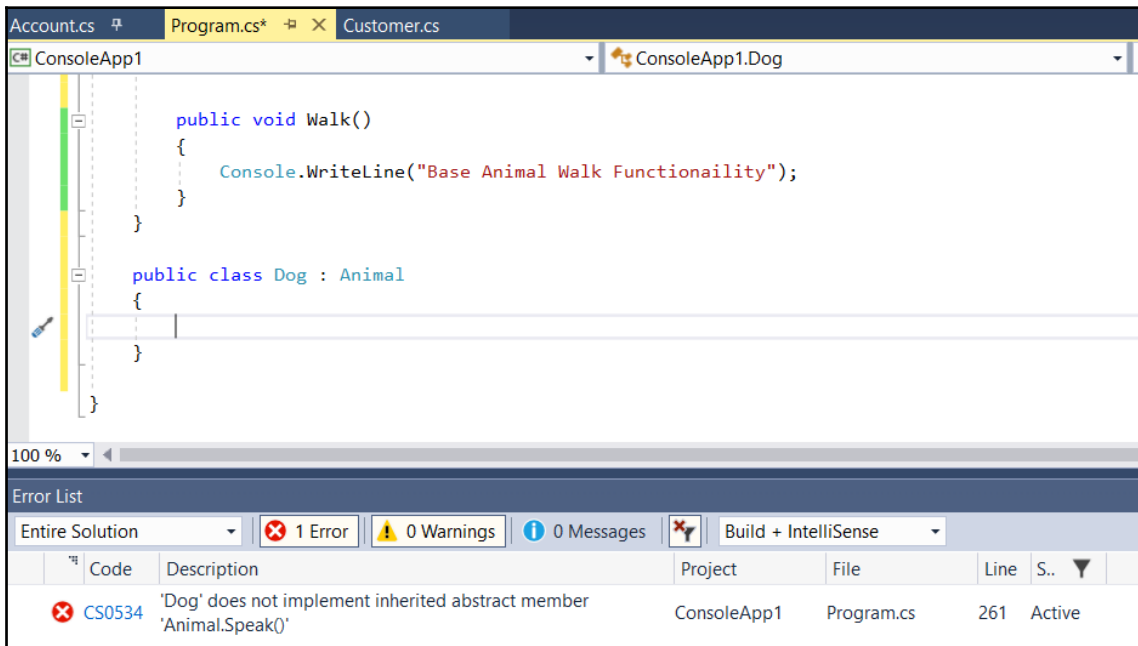 Account.cs Program.cs* Customer.cs
C# ConsoleApp1 ConsoleApp1.Dog
public void Walk()
{
Console.WriteLine("Base Animal Walk Functionaility");
}
}
public class Dog : Animal
{
}
}
100 %
Error List
Entire Solution 1 Error 0 Warnings 0 Messages Build + IntelliSense
Code Description Project File Line S..
CS0534 'Dog' does not implement inherited abstract member ConsoleApp1 Program.cs 261 Active
'Animal.Speak()'